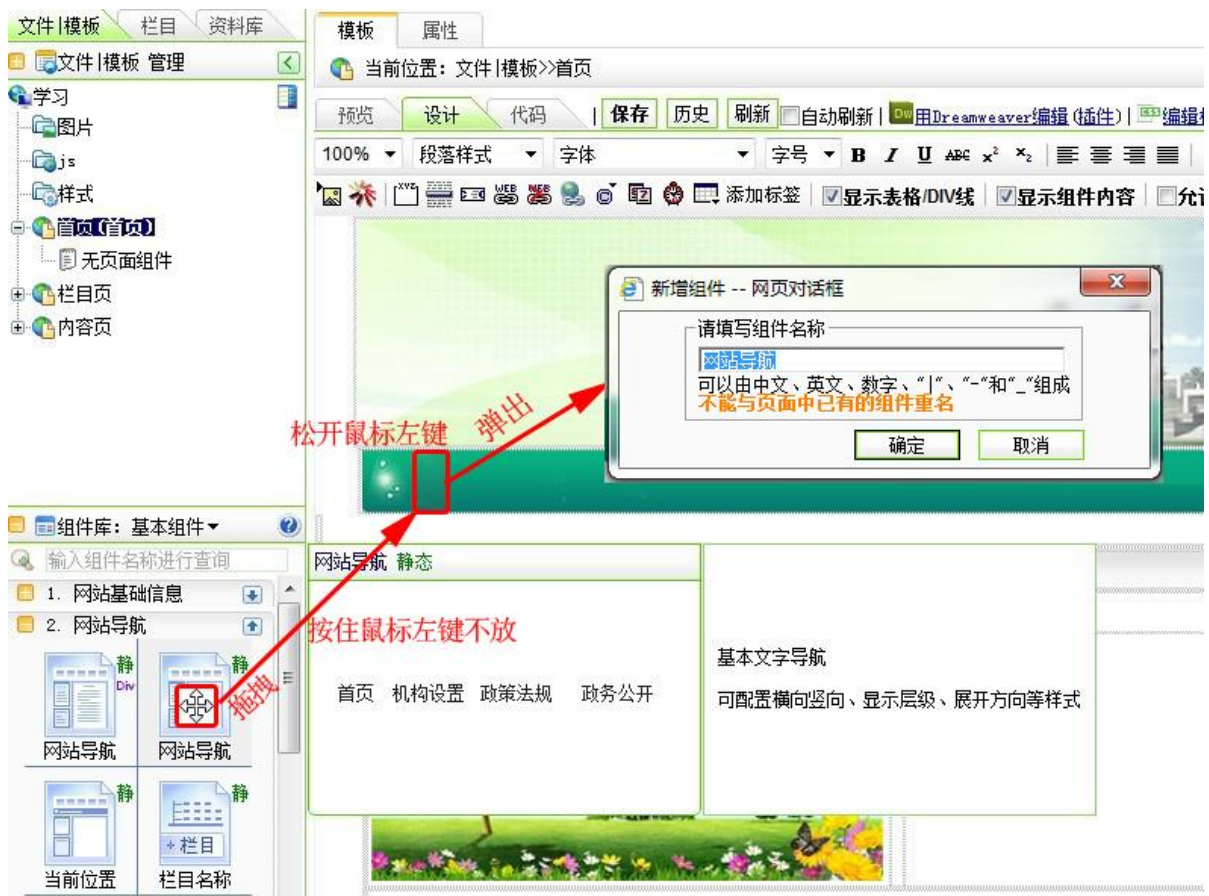 文件|模板 栏目 资料库
文件|模板 管理
学习
图片
js
样式
首页(首页)
无页面组件
栏目页
内容页
模板 属性
当前位置：文件|模板>>首页
预览 设计 代码 | 保存 历史 刷新 自动刷新 | Dw 用Dreamweaver编辑(插件) | 编辑
100% 段落样式 字体 字号 B I U ABC x² ×₂
添加标签 显示表格/DIV线 显示组件内容
新增组件 -- 网页对话框
请填写组件名称
网站导航
可以由中文、英文、数字、“|”、“-”和“_”组成
不能与页面中已有的组件重名
确定 取消
松开鼠标左键
弹出
组件库：基本组件
输入组件名称进行查询
1. 网站基础信息
2. 网站导航
静
Div
网站导航
静
网站导航
静
当前位置
静
+栏目
栏目名称
拖拽
按住鼠标左键不放
网站导航 静态
首页 机构设置 政策法规 政务公开
基本文字导航
可配置横向竖向、显示层级、展开方向等样式